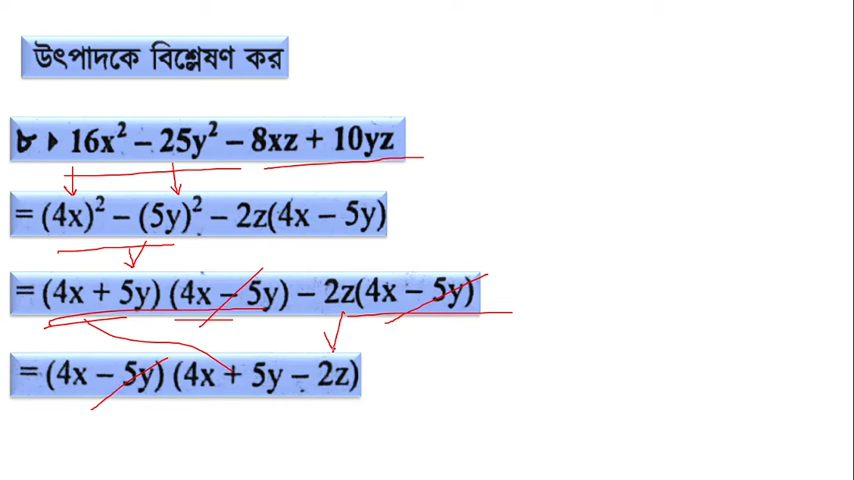 উৎপাদকে বিশ্লেষণ কর
৮ ▸ 16x² – 25y² – 8xz + 10yz
= (4x)² – (5y)² – 2z(4x – 5y)
= (4x + 5y) (4x – 5y) – 2z(4x – 5y)
= (4x – 5y) (4x + 5y – 2z)